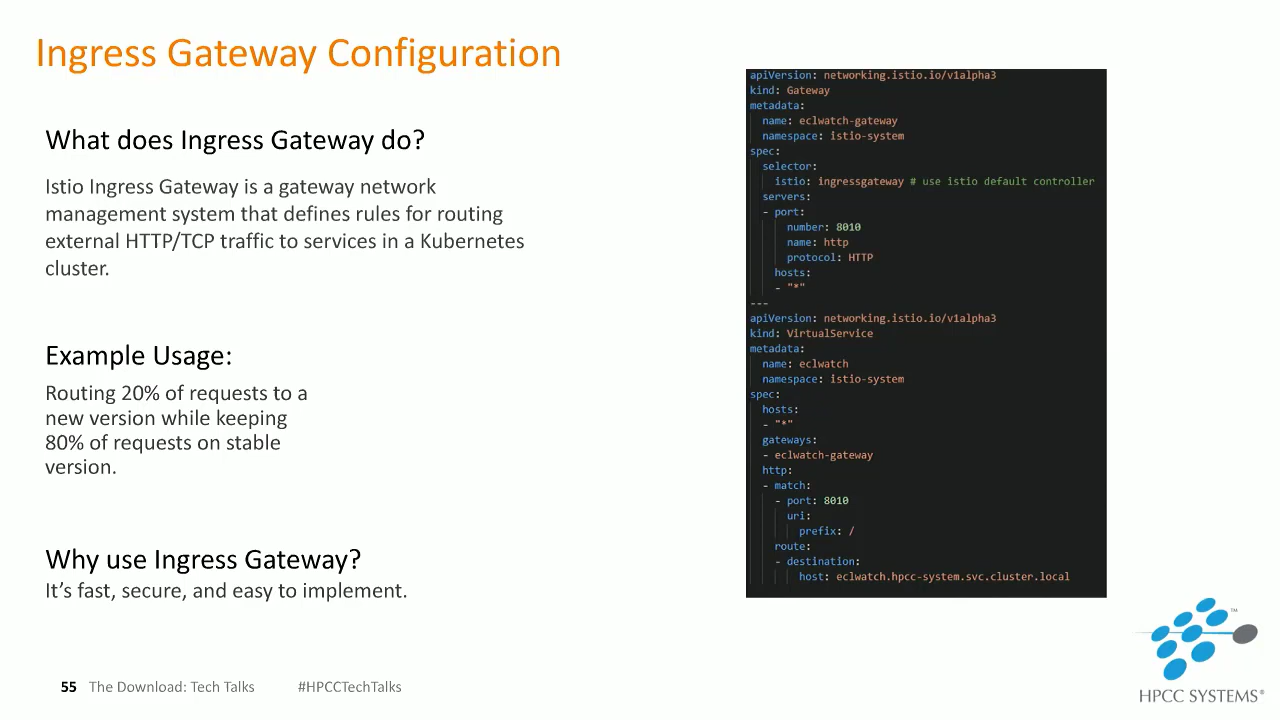 Ingress Gateway Configuration
What does Ingress Gateway do?
Istio Ingress Gateway is a gateway network
management system that defines rules for routing
external HTTP/TCP traffic to services in a Kubernetes
cluster.
Example Usage:
Routing 20% of requests to a
new version while keeping
80% of requests on stable
version.
Why use Ingress Gateway?
It's fast, secure, and easy to implement.
apiVersion: networking.istio.io/v1alpha3
kind: Gateway
metadata:
  name: eclwatch-gateway
  namespace: istio-system
spec:
  selector:
    istio: ingressgateway # use istio default controller
  servers:
  - port:
      number: 8010
      name: http
      protocol: HTTP
    hosts:
    - "*"
---
apiVersion: networking.istio.io/v1alpha3
kind: VirtualService
metadata:
  name: eclwatch
  namespace: istio-system
spec:
  hosts:
  - "*"
  gateways:
  - eclwatch-gateway
  http:
  - match:
    - port: 8010
      uri:
        prefix: /
    route:
    - destination:
        host: eclwatch.hpcc-system.svc.cluster.local
55 The Download: Tech Talks #HPCCTechTalks
™
HPCC SYSTEMS®